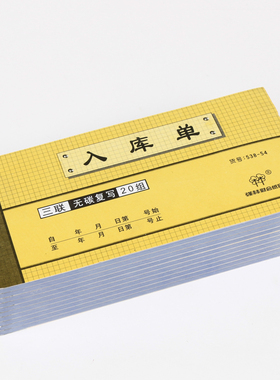 入库单
货号:538-54
三联 无碳复写 20组
自 年 月 日第 号始
至 年 月 日第 号止